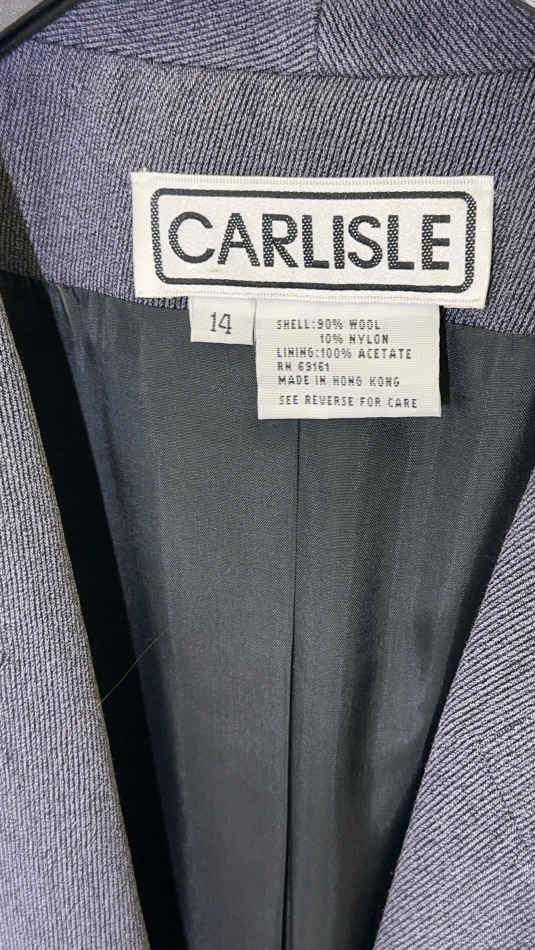 CARLISLE
14
SHELL:90% WOOL
10% NYLON
LINING:100% ACETATE
RN 69161
MADE IN HONG KONG
SEE REVERSE FOR CARE